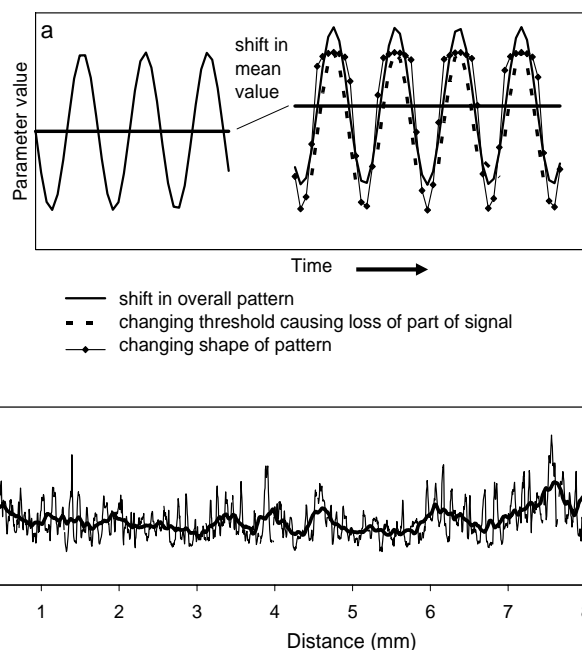 a
shift in
mean
value
Parameter value
Time
shift in overall pattern
changing threshold causing loss of part of signal
changing shape of pattern
1 2 3 4 5 6 7
Distance (mm)